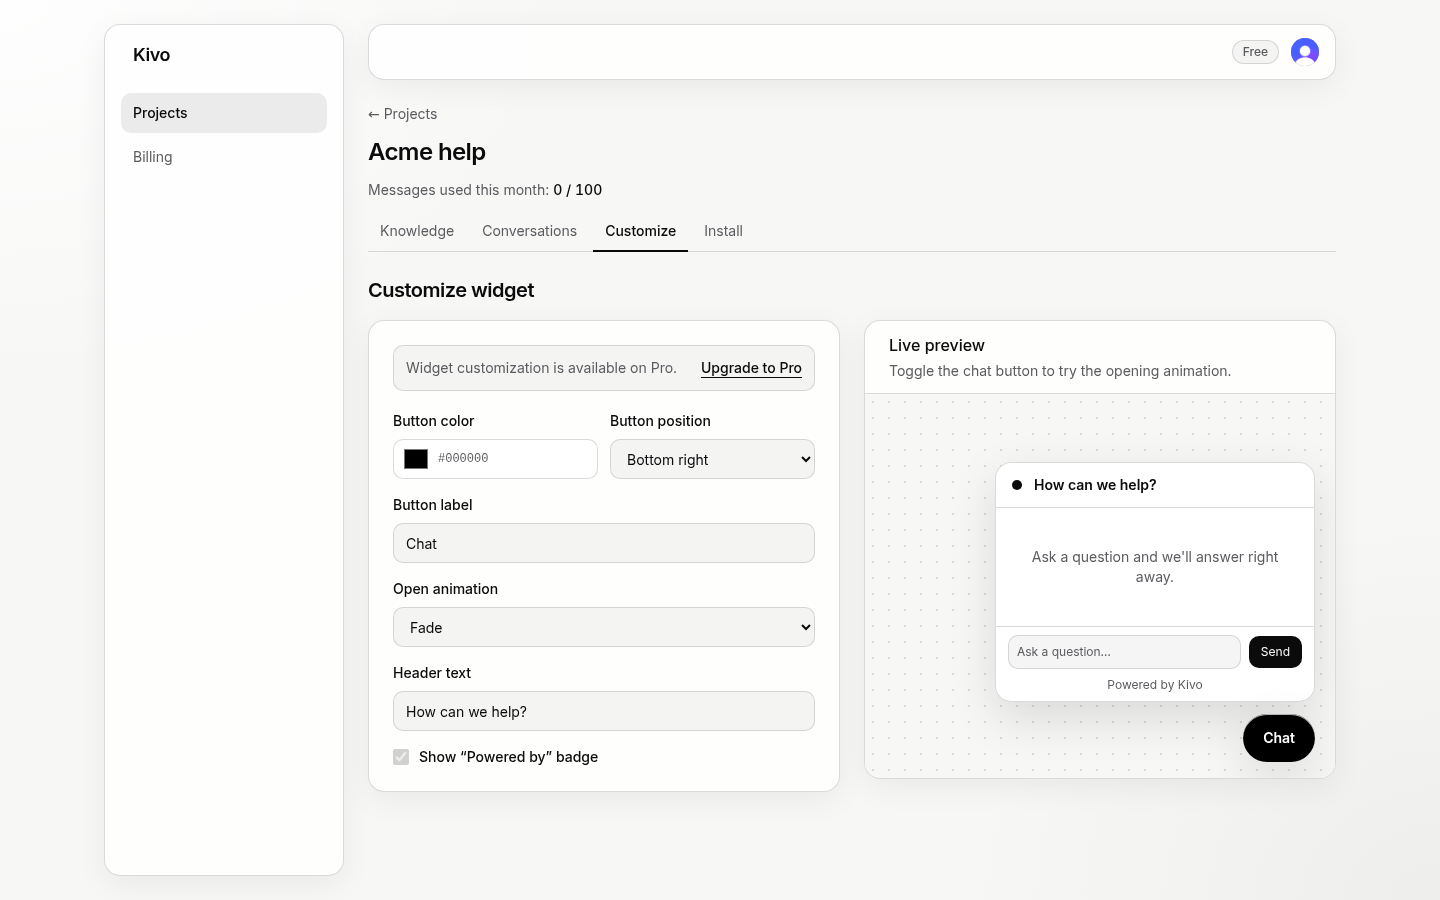 Kivo
Projects
Billing
Free
← Projects
Acme help
Messages used this month: 0 / 100
Knowledge
Conversations
Customize
Install
Customize widget
Widget customization is available on Pro. Upgrade to Pro
Button color
Button position
#000000
Bottom right
Button label
Chat
Open animation
Fade
Header text
How can we help?
Show “Powered by” badge
Live preview
Toggle the chat button to try the opening animation.
How can we help?
Ask a question and we'll answer right
away.
Ask a question...
Send
Powered by Kivo
Chat